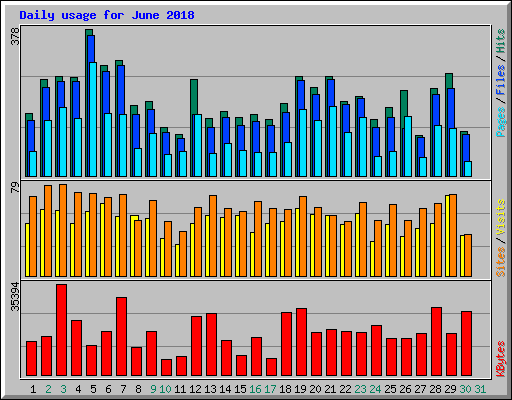 Daily usage for June 2018
378
Pages/Files/Hits
79
Sites/Visits
35394
KBytes
1 2 3 4 5 6 7 8 9 10 11 12 13 14 15 16 17 18 19 20 21 22 23 24 25 26 27 28 29 30 31